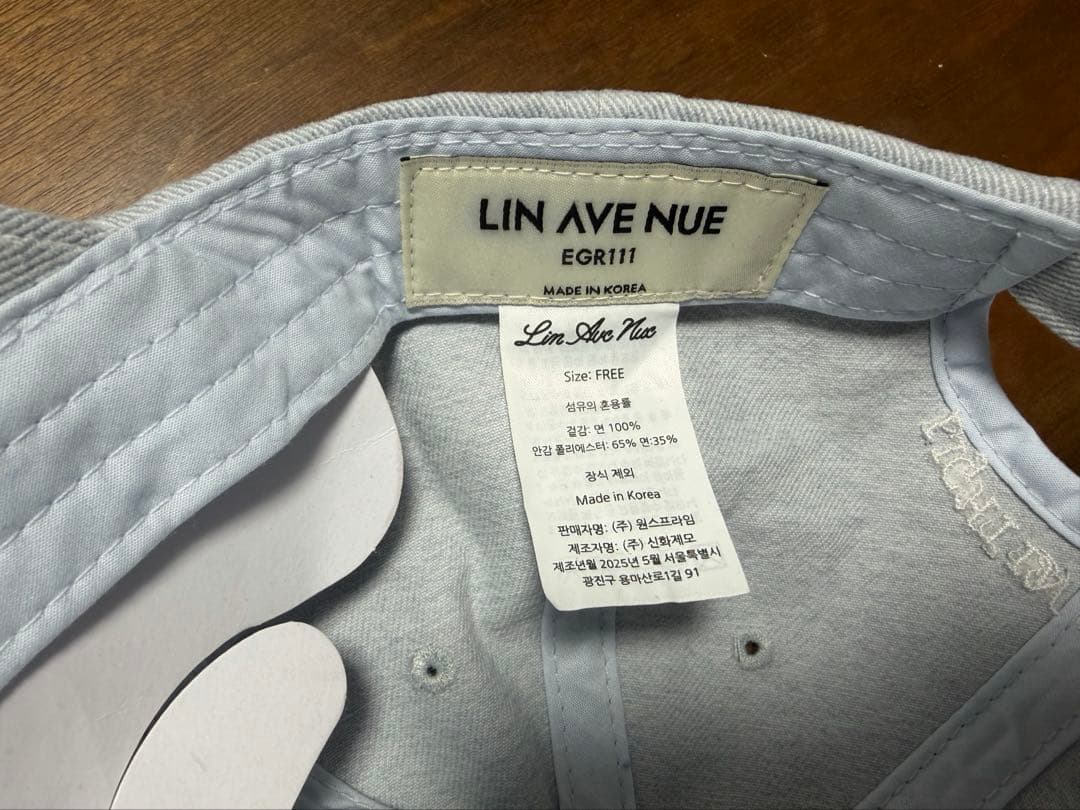 LIN AVE NUE
EGR111
MADE IN KOREA
Lin Ave Nue
Size: FREE
섬유의 혼용률
겉감: 면 100%
안감 폴리에스터: 65% 면:35%
장식 제외
Made in Korea
판매자명: (주) 원스프라임
제조자명: (주) 신화제모
제조년월 2025년 5월 서울특별시
광진구 용마산로1길 91